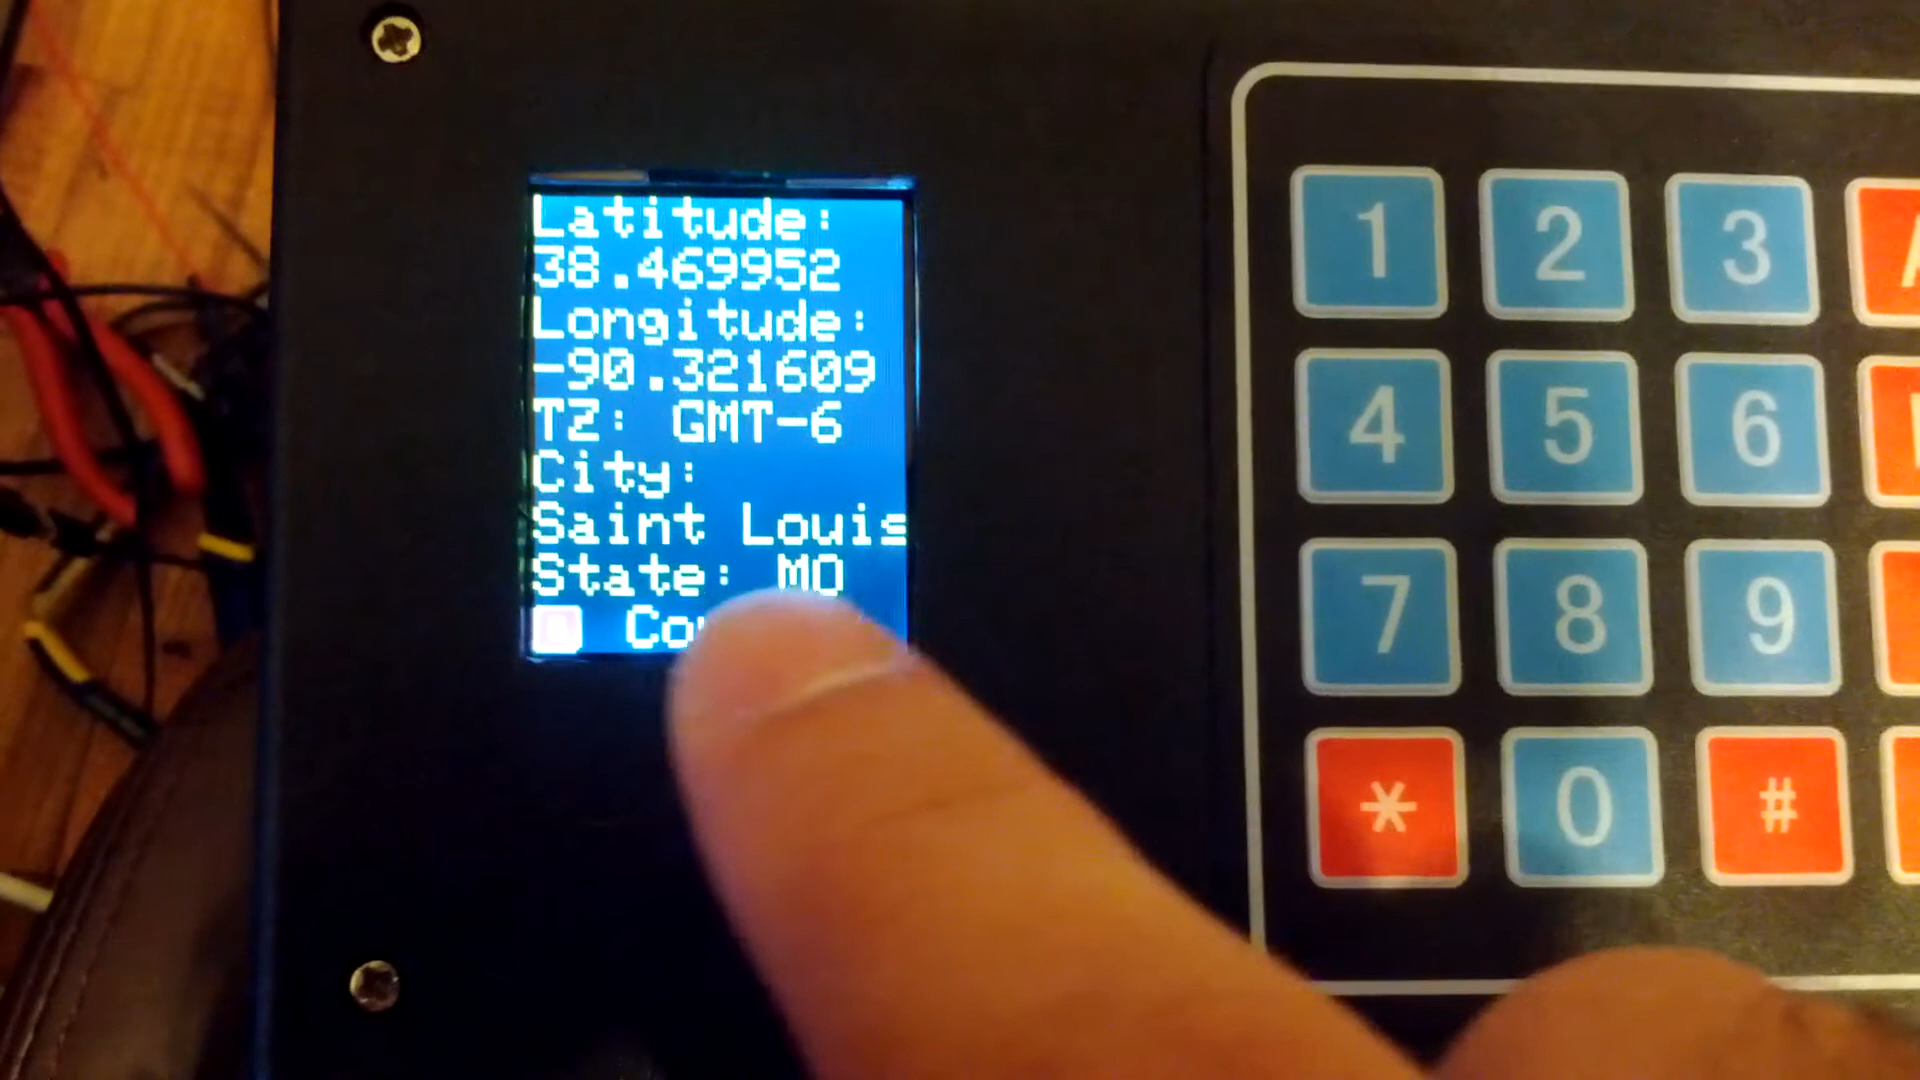 Latitude:
38.469952
Longitude:
-90.321609
TZ: GMT-6
City:
Saint Louis
State: MO
1 2 3
4 5 6
7 8 9
* 0 #